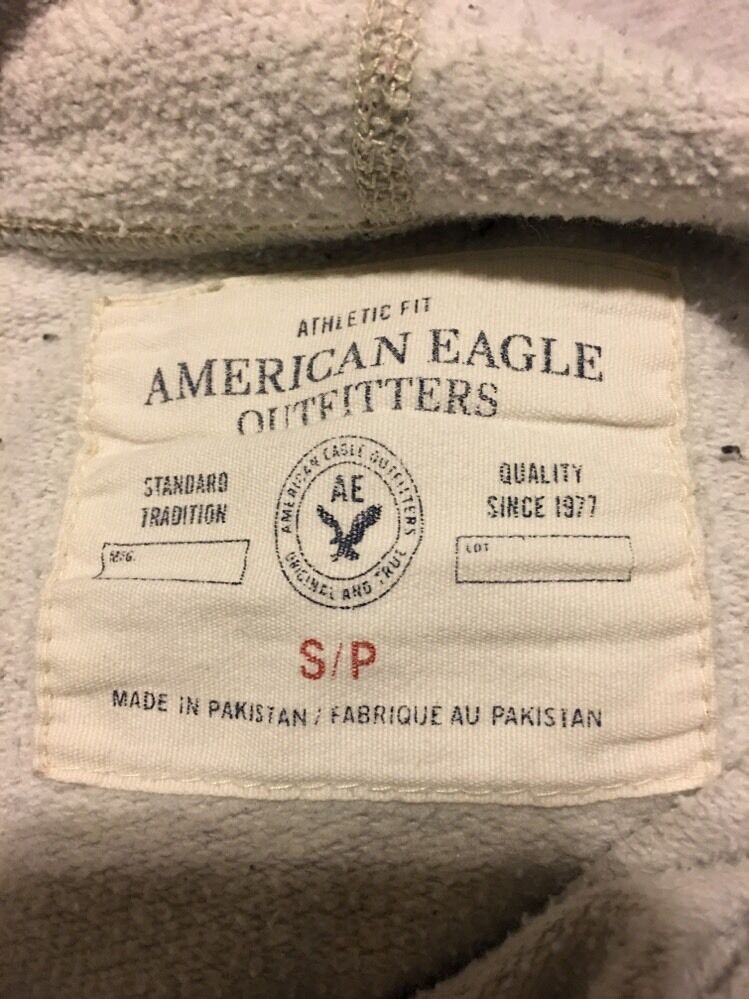 ATHLETIC FIT
AMERICAN EAGLE
OUTFITTERS
STANDARD
TRADITION
MFG.
AMERICAN EAGLE OUTFITTERS
AE
ORIGINAL AND TRUE
QUALITY
SINCE 1977
LOT
S/P
MADE IN PAKISTAN / FABRIQUE AU PAKISTAN